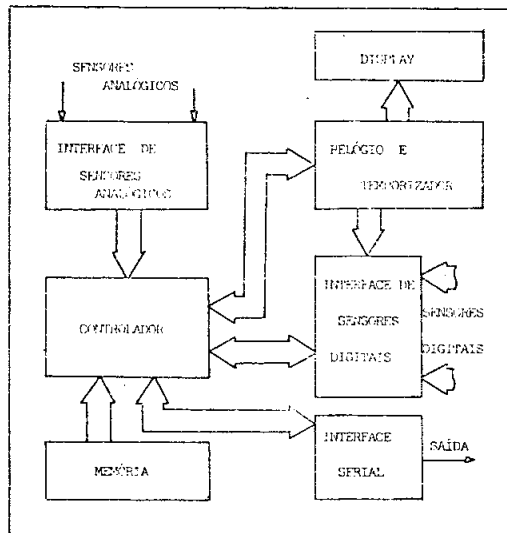 SENSORES
ANALÓGICOS
INTERFACE DE
SENSORES
ANALÓGICOS
DISPLAY
RELÓGIO E
TEMPORIZADOR
CONTROLADOR
INTERFACE DE
SENSORES
DIGITAIS
SENSORES
DIGITAIS
MEMÓRIA
INTERFACE
SERIAL
SAÍDA